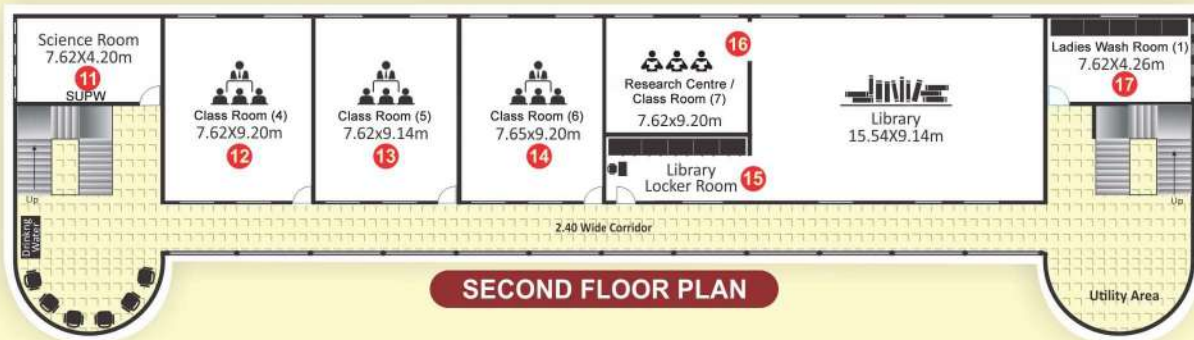 Science Room
7.62X4.20m
11
SUPW
Up
Drinkng
Water
Class Room (4)
7.62X9.20m
12
Class Room (5)
7.62x9.14m
13
Class Room (6)
7.65x9.20m
14
16
Research Centre /
Class Room (7)
7.62x9.20m
Library
Locker Room
15
Library
15.54X9.14m
Ladies Wash Room (1)
7.62X4.26m
17
Up
2.40 Wide Corridor
Utility Area
SECOND FLOOR PLAN